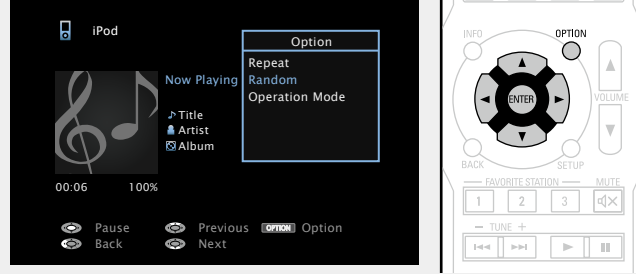 iPod
Option
Repeat
Random
Operation Mode
Now Playing
Title
Artist
Album
00:06 100%
Pause Previous OPTION Option
Back Next
INFO OPTION
ENTER
VOLUME
BACK SETUP
FAVORITE STATION MUTE
1 2 3
- TUNE +